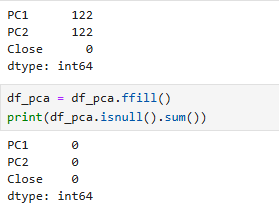 PC1      122
PC2      122
Close      0
dtype: int64
df_pca = df_pca.ffill()
print(df_pca.isnull().sum())
PC1      0
PC2      0
Close    0
dtype: int64